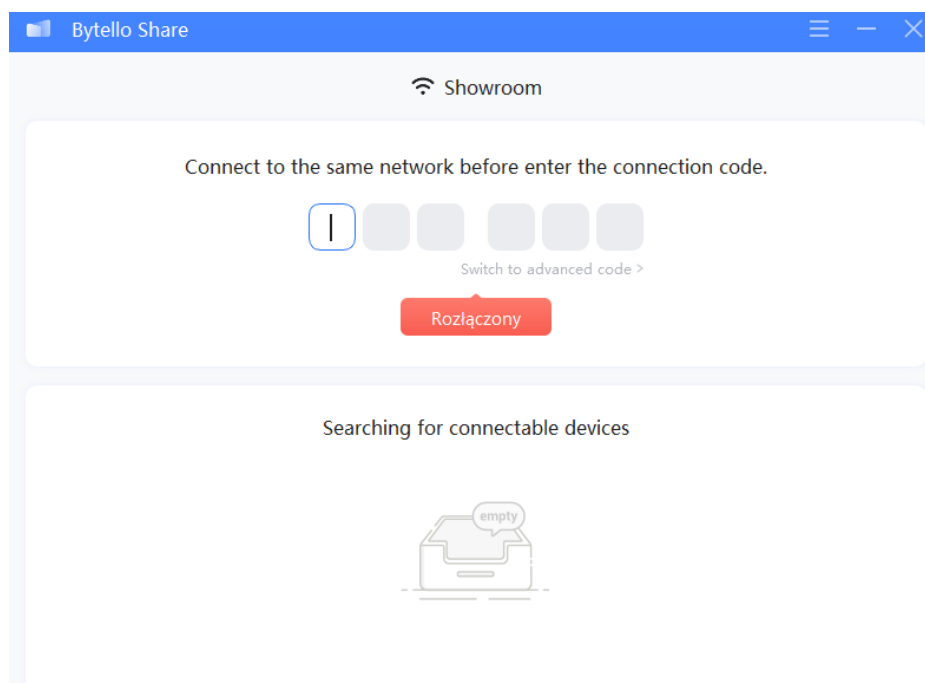 Bytello Share
Showroom
Connect to the same network before enter the connection code.
Switch to advanced code >
Rozłączony
Searching for connectable devices
empty